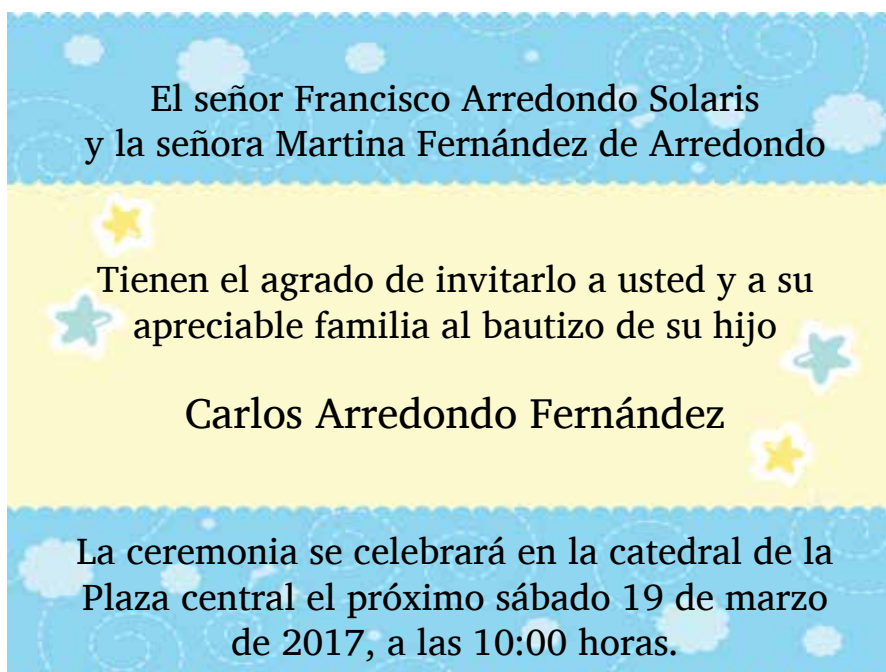 El señor Francisco Arredondo Solaris
y la señora Martina Fernández de Arredondo
Tienen el agrado de invitarlo a usted y a su
apreciable familia al bautizo de su hijo
Carlos Arredondo Fernández
La ceremonia se celebrará en la catedral de la
Plaza central el próximo sábado 19 de marzo
de 2017, a las 10:00 horas.